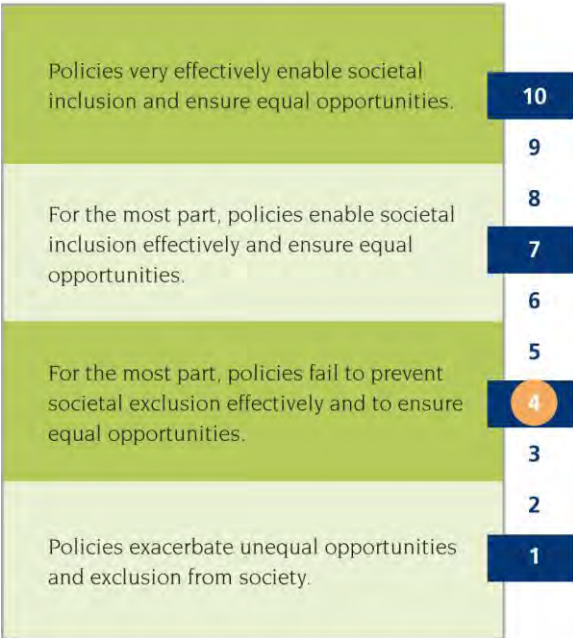 Policies very effectively enable societal
inclusion and ensure equal opportunities.
10
9
8
For the most part, policies enable societal
inclusion effectively and ensure equal
opportunities.
7
6
5
For the most part, policies fail to prevent
societal exclusion effectively and to ensure
equal opportunities.
4
3
2
Policies exacerbate unequal opportunities
and exclusion from society.
1